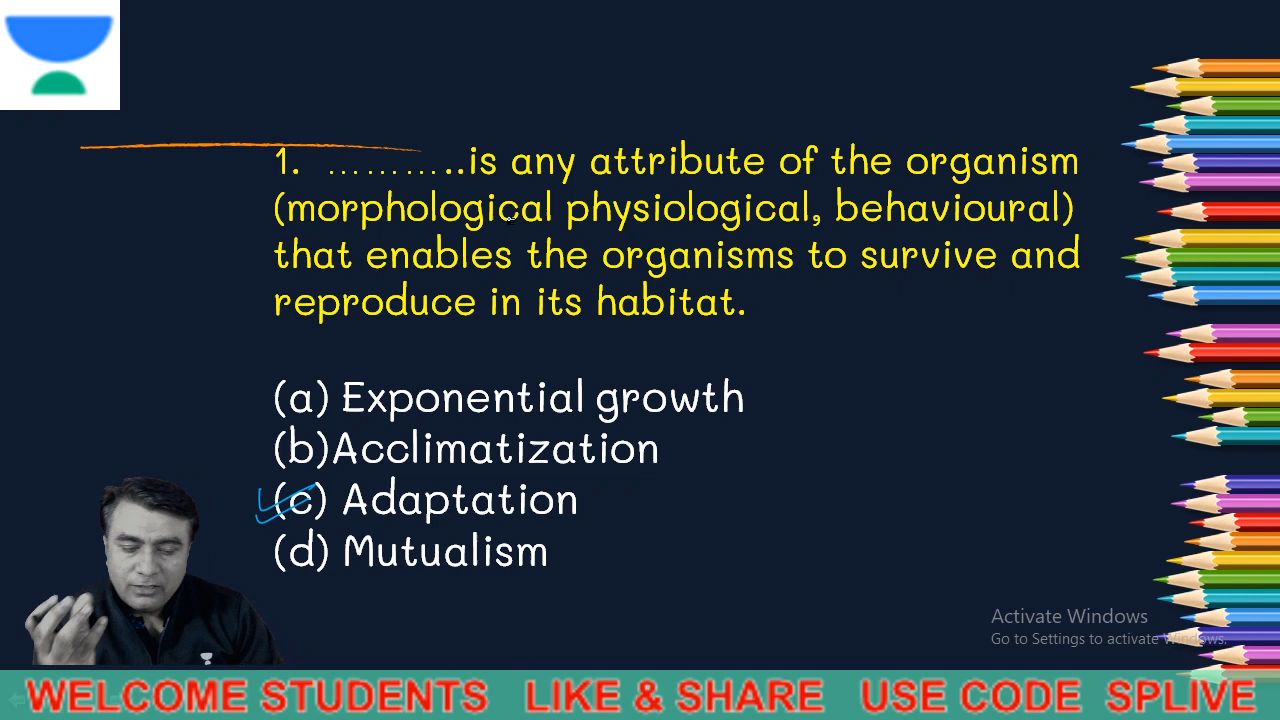 1. ………..is any attribute of the organism
(morphological physiological, behavioural)
that enables the organisms to survive and
reproduce in its habitat.
(a) Exponential growth
(b)Acclimatization
(c) Adaptation
(d) Mutualism
Activate Windows
Go to Settings to activate Windows.
WELCOME STUDENTS LIKE & SHARE USE CODE SPLIVE